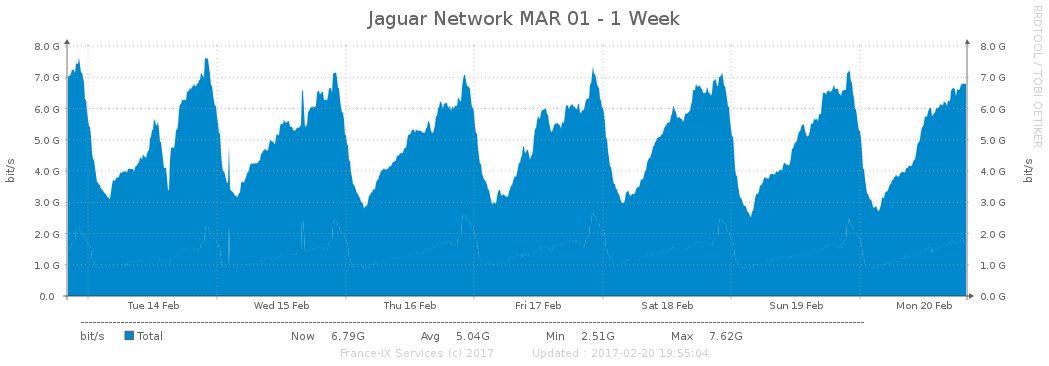 Jaguar Network MAR 01 - 1 Week
RRDTOOL / TOBI OETIKER
8.0 G 8.0 G
7.0 G 7.0 G
6.0 G 6.0 G
5.0 G 5.0 G
4.0 G 4.0 G
3.0 G 3.0 G
2.0 G 2.0 G
1.0 G 1.0 G
0.0 0.0 G
bit/s bit/s
Tue 14 Feb Wed 15 Feb Thu 16 Feb Fri 17 Feb Sat 18 Feb Sun 19 Feb Mon 20 Feb
bit/s Total Now 6.79G Avg 5.04G Min 2.51G Max 7.62G
France-IX Services (c) 2017 Updated : 2017-02-20 19:55:04